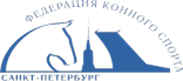 ФЕДЕРАЦИЯ КОННОГО СПОРТА
САНКТ-ПЕТЕРБУРГ